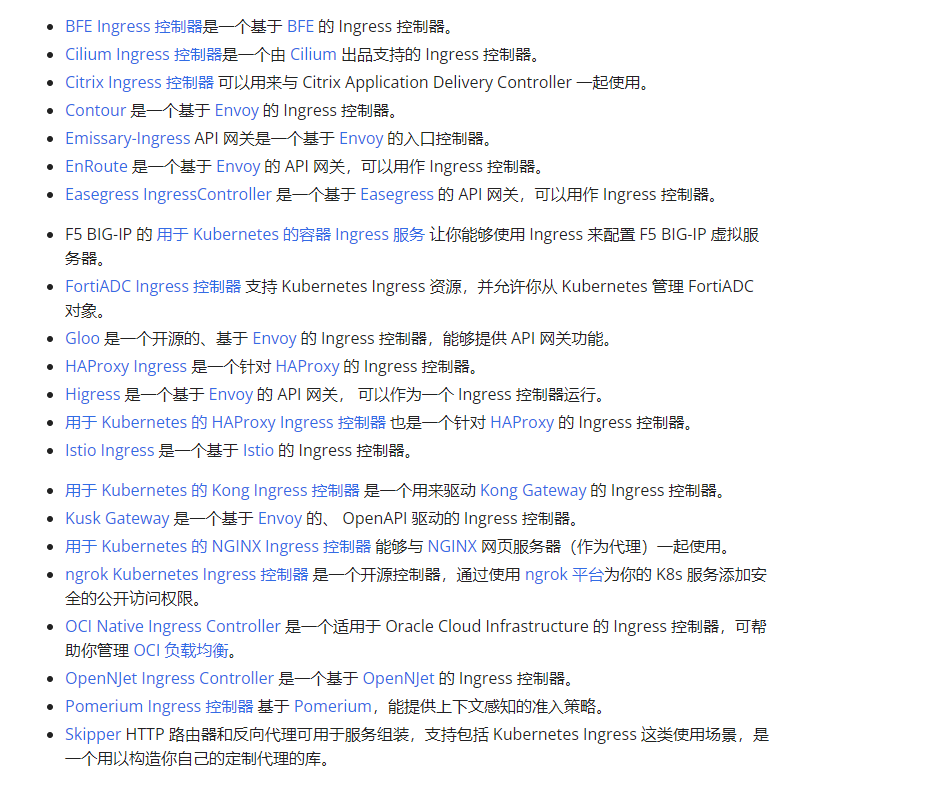 BFE Ingress 控制器是一个基于 BFE 的 Ingress 控制器。
Cilium Ingress 控制器是一个由 Cilium 出品支持的 Ingress 控制器。
Citrix Ingress 控制器 可以用来与 Citrix Application Delivery Controller 一起使用。
Contour 是一个基于 Envoy 的 Ingress 控制器。
Emissary-Ingress API 网关是一个基于 Envoy 的入口控制器。
EnRoute 是一个基于 Envoy 的 API 网关，可以用作 Ingress 控制器。
Easegress IngressController 是一个基于 Easegress 的 API 网关，可以用作 Ingress 控制器。
F5 BIG-IP 的 用于 Kubernetes 的容器 Ingress 服务 让你能够使用 Ingress 来配置 F5 BIG-IP 虚拟服
务器。
FortiADC Ingress 控制器 支持 Kubernetes Ingress 资源，并允许你从 Kubernetes 管理 FortiADC
对象。
Gloo 是一个开源的、基于 Envoy 的 Ingress 控制器，能够提供 API 网关功能。
HAProxy Ingress 是一个针对 HAProxy 的 Ingress 控制器。
Higress 是一个基于 Envoy 的 API 网关， 可以作为一个 Ingress 控制器运行。
用于 Kubernetes 的 HAProxy Ingress 控制器 也是一个针对 HAProxy 的 Ingress 控制器。
Istio Ingress 是一个基于 Istio 的 Ingress 控制器。
用于 Kubernetes 的 Kong Ingress 控制器 是一个用来驱动 Kong Gateway 的 Ingress 控制器。
Kusk Gateway 是一个基于 Envoy 的、 OpenAPI 驱动的 Ingress 控制器。
用于 Kubernetes 的 NGINX Ingress 控制器 能够与 NGINX 网页服务器（作为代理）一起使用。
ngrok Kubernetes Ingress 控制器 是一个开源控制器，通过使用 ngrok 平台为你的 K8s 服务添加安
全的公开访问权限。
OCI Native Ingress Controller 是一个适用于 Oracle Cloud Infrastructure 的 Ingress 控制器，可帮
助你管理 OCI 负载均衡。
OpenNJet Ingress Controller 是一个基于 OpenNJet 的 Ingress 控制器。
Pomerium Ingress 控制器 基于 Pomerium，能提供上下文感知的准入策略。
Skipper HTTP 路由器和反向代理可用于服务组装，支持包括 Kubernetes Ingress 这类使用场景，是
一个用以构造你自己的定制代理的库。